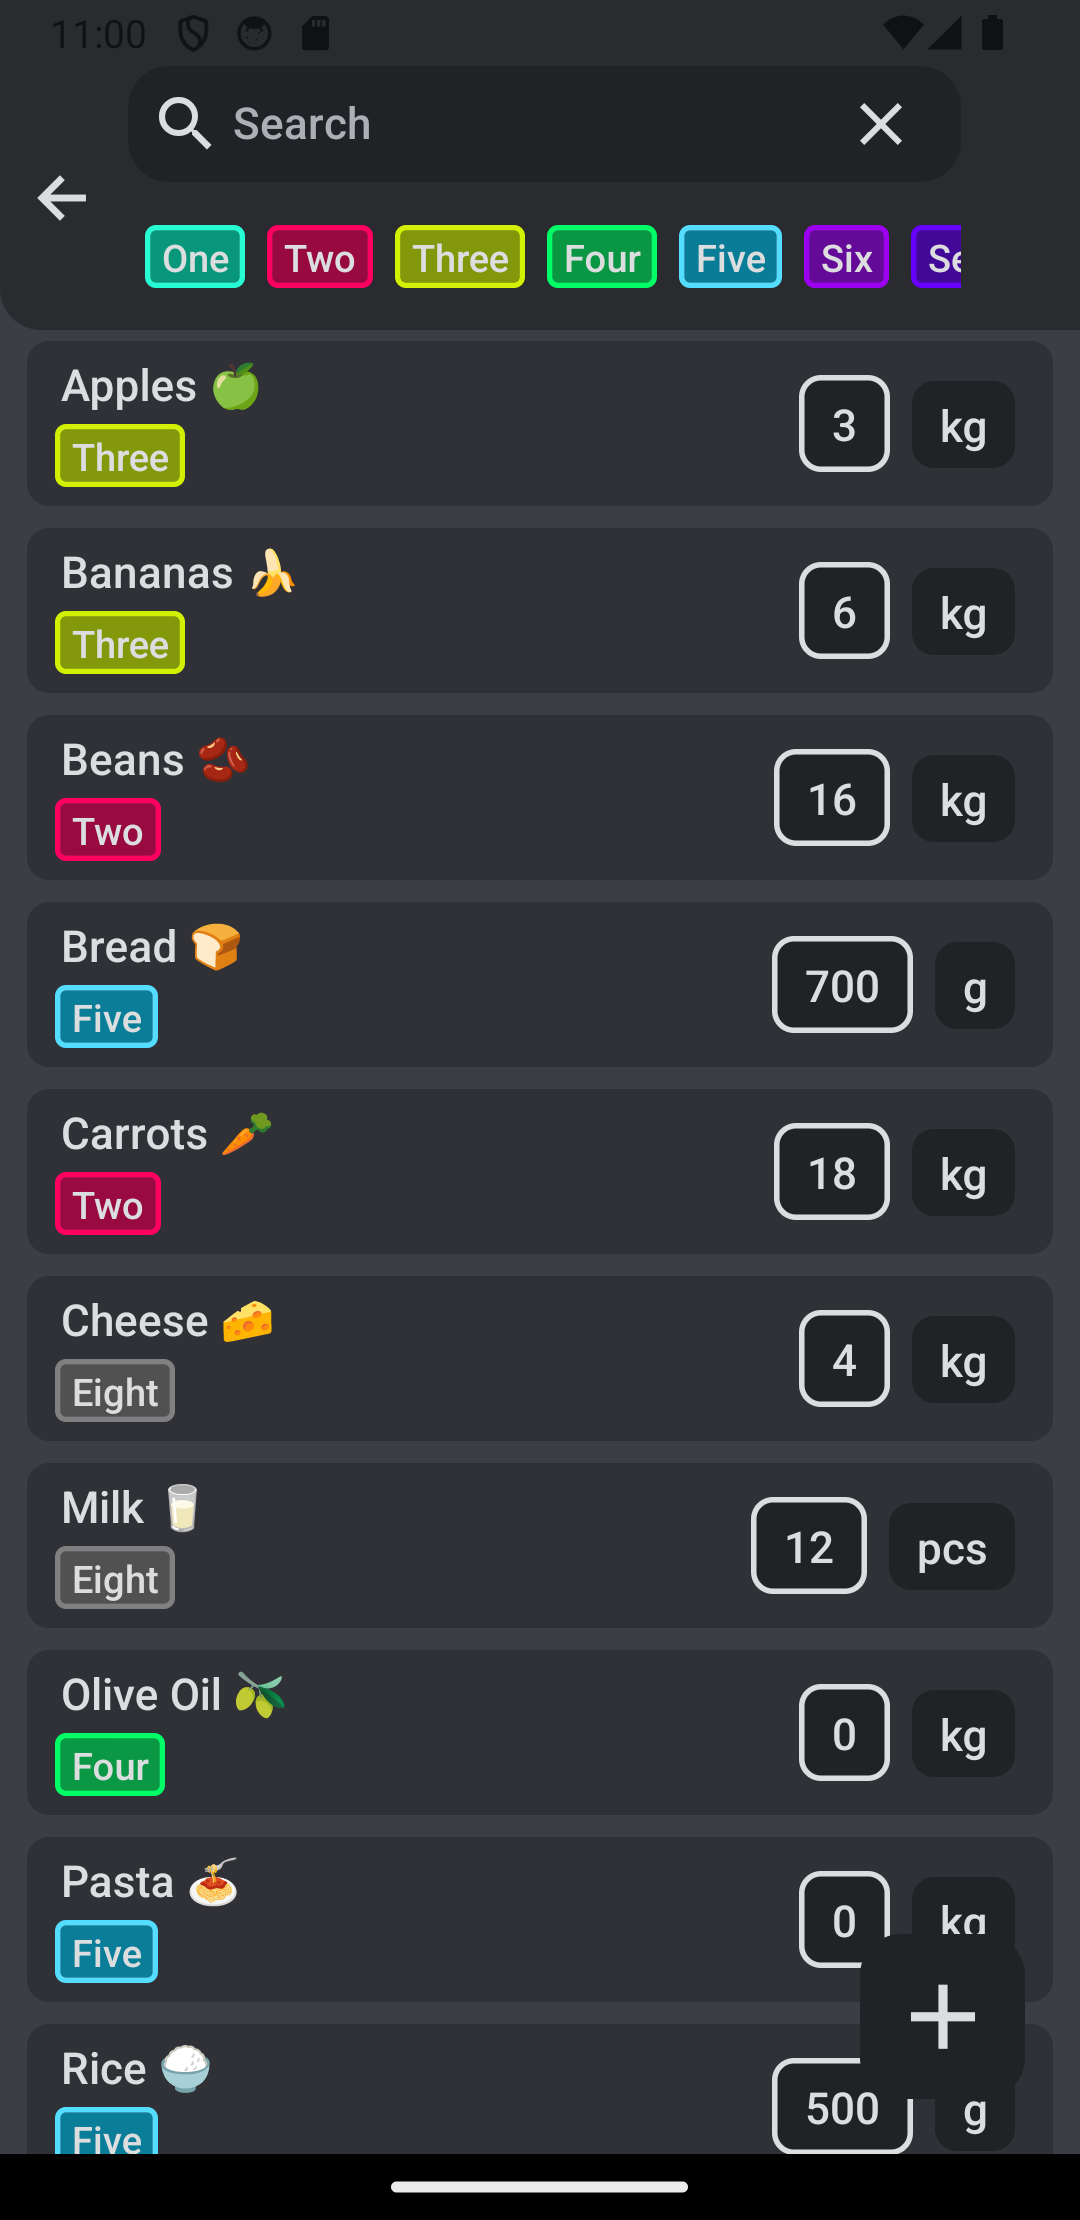 11:00
Search
One Two Three Four Five Six Se
Apples 🍏
Three
3 kg
Bananas 🍌
Three
6 kg
Beans 🫘
Two
16 kg
Bread 🍞
Five
700 g
Carrots 🥕
Two
18 kg
Cheese 🧀
Eight
4 kg
Milk 🥛
Eight
12 pcs
Olive Oil 🫒
Four
0 kg
Pasta 🍝
Five
0 kg
Rice 🍚
Five
500 g